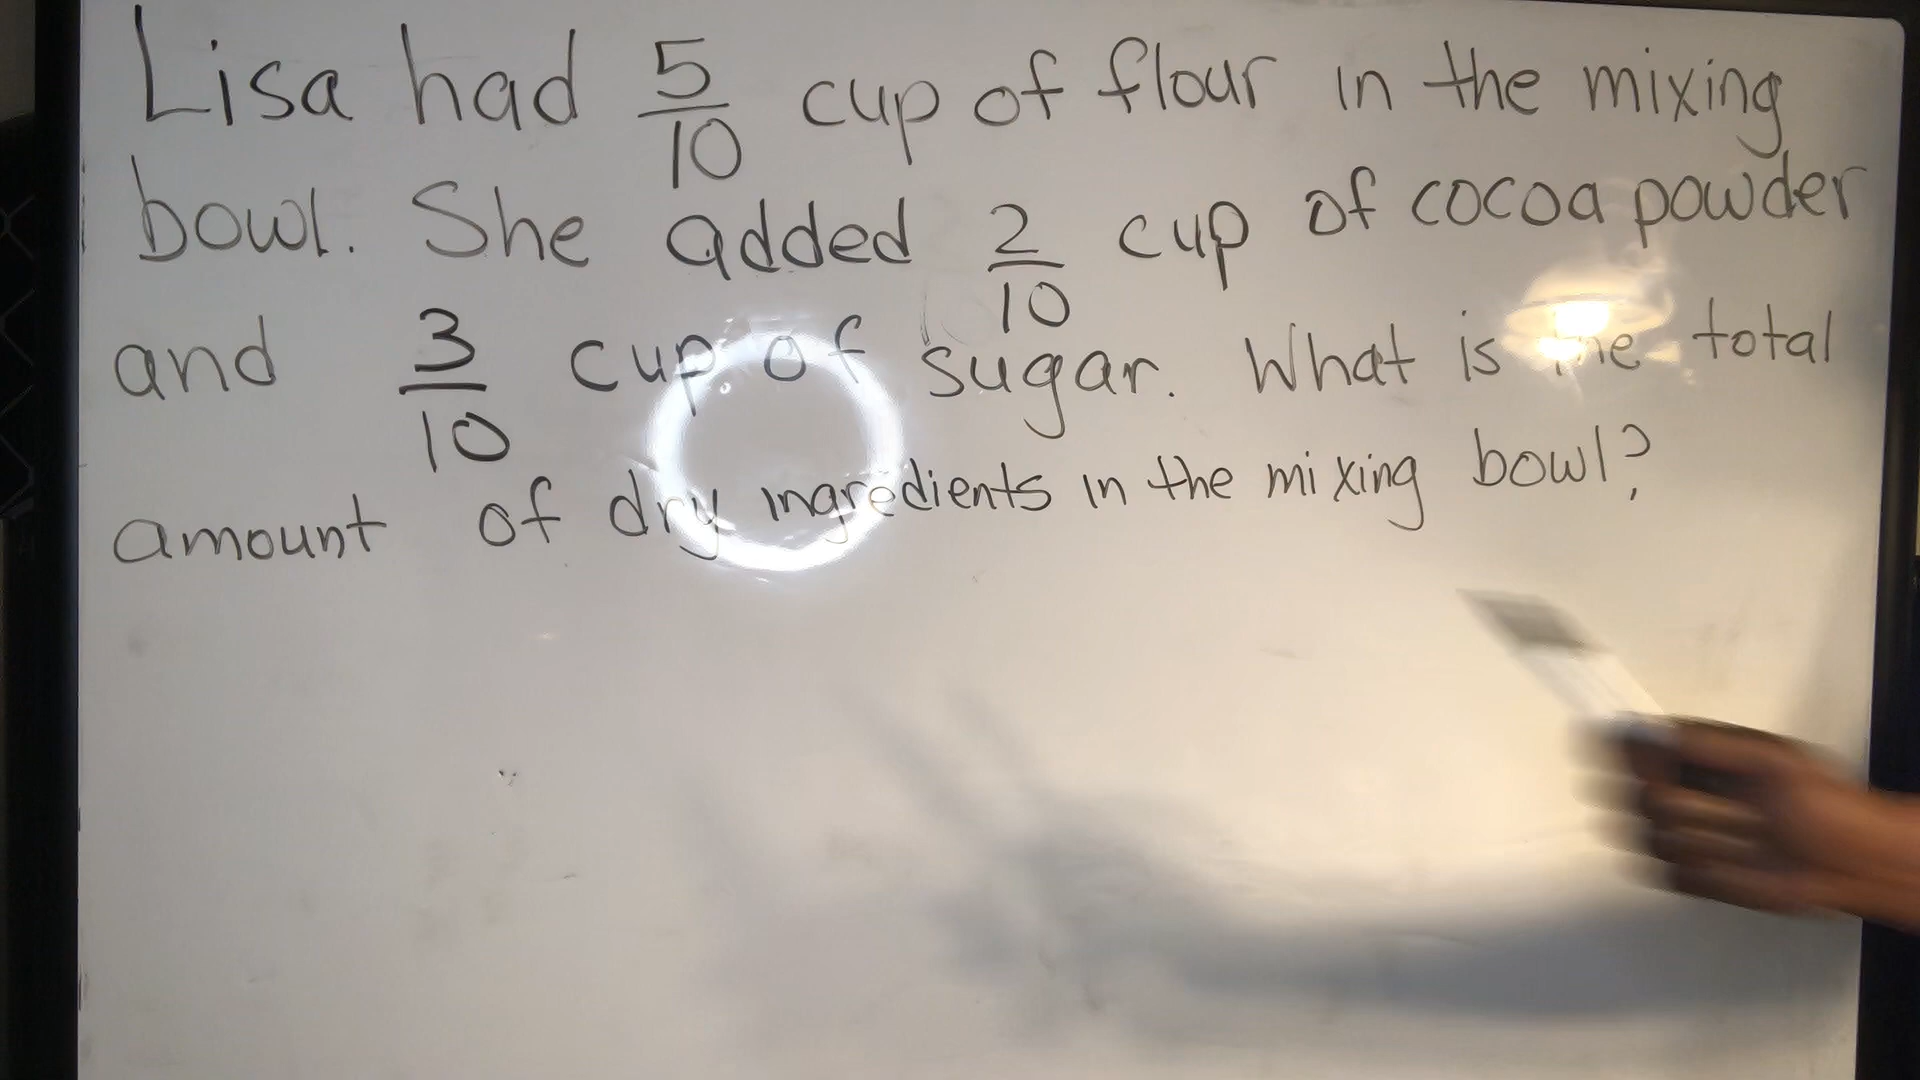 Lisa had 5/10 cup of flour in the mixing
bowl. She added 2/10 cup of cocoa powder
and 3/10 cup of sugar. What is the total
amount of dry ingredients in the mixing bowl?